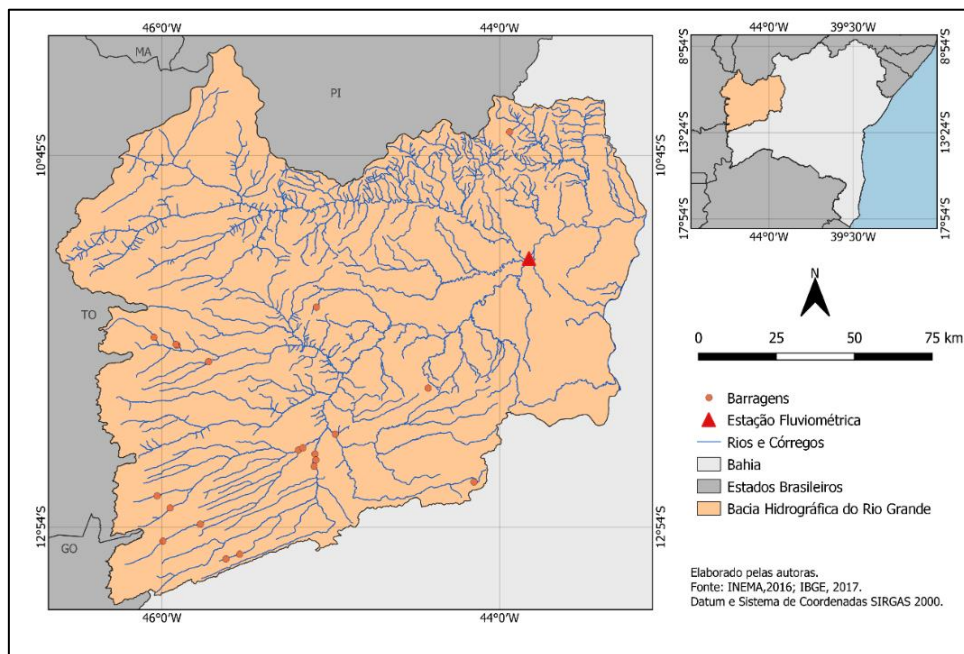 46°0'W
44°0'W
MA
PI
TO
GO
10°45'S
12°54'S
10°45'S
12°54'S
46°0'W
44°0'W
44°0'W
39°30'W
8°54'S
13°24'S
17°54'S
8°54'S
13°24'S
17°54'S
44°0'W
39°30'W
N
0 25 50 75 km
Barragens
Estação Fluviométrica
Rios e Córregos
Bahia
Estados Brasileiros
Bacia Hidrográfica do Rio Grande
Elaborado pelas autoras.
Fonte: INEMA,2016; IBGE, 2017.
Datum e Sistema de Coordenadas SIRGAS 2000.